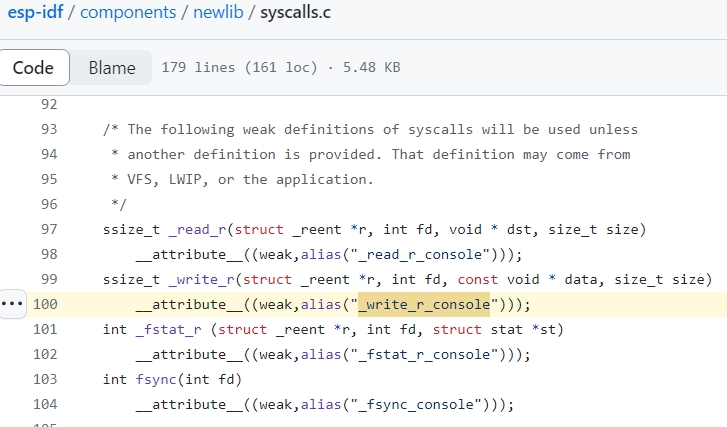 esp-idf / components / newlib / syscalls.c
Code Blame 179 lines (161 loc) · 5.48 KB
92
93 /* The following weak definitions of syscalls will be used unless
94 * another definition is provided. That definition may come from
95 * VFS, LWIP, or the application.
96 */
97 ssize_t _read_r(struct _reent *r, int fd, void * dst, size_t size)
98 __attribute__((weak,alias("_read_r_console")));
99 ssize_t _write_r(struct _reent *r, int fd, const void * data, size_t size)
100 __attribute__((weak,alias("_write_r_console")));
101 int _fstat_r (struct _reent *r, int fd, struct stat *st)
102 __attribute__((weak,alias("_fstat_r_console")));
103 int fsync(int fd)
104 __attribute__((weak,alias("_fsync_console")));